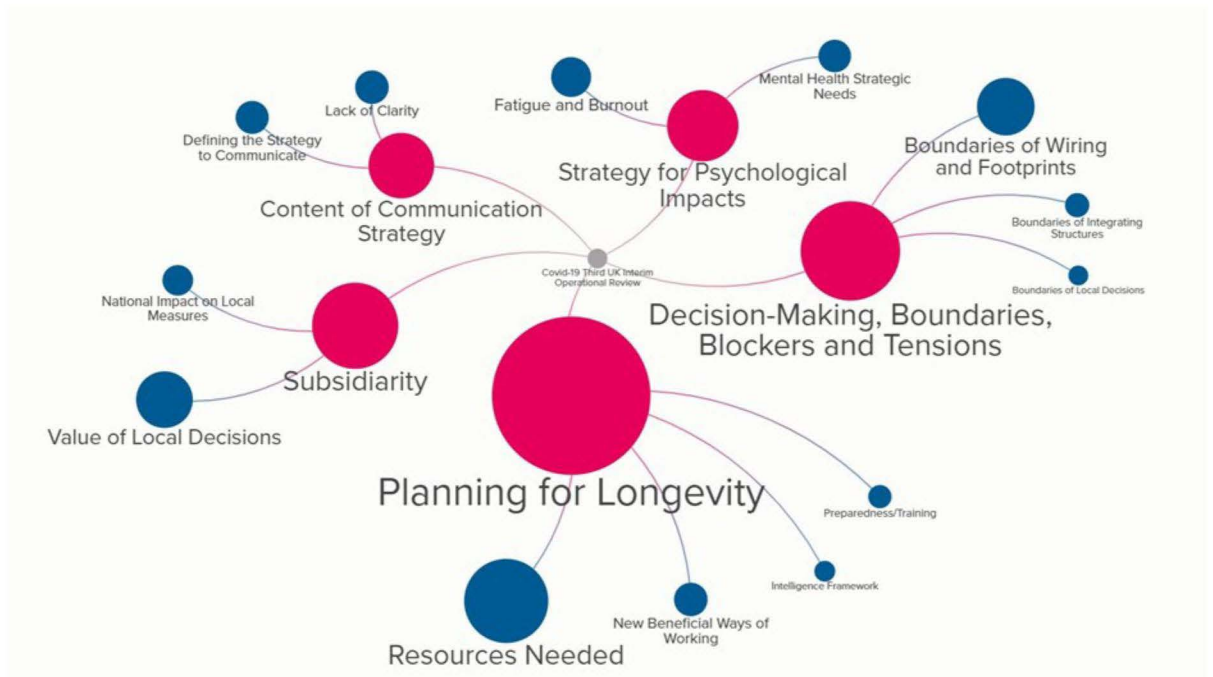 Mental Health Strategic
Needs
Fatigue and Burnout
Lack of Clarity
Defining the Strategy
to Communicate
Boundaries of Wiring
and Footprints
Strategy for Psychological
Impacts
Content of Communication
Strategy
Boundaries of Integrating
Structures
Covid-19 Third UK Interim
Operational Review
Boundaries of Local Decisions
National Impact on Local
Measures
Decision-Making, Boundaries,
Blockers and Tensions
Subsidiarity
Value of Local Decisions
Planning for Longevity
Preparedness/Training
Intelligence Framework
New Beneficial Ways of
Working
Resources Needed